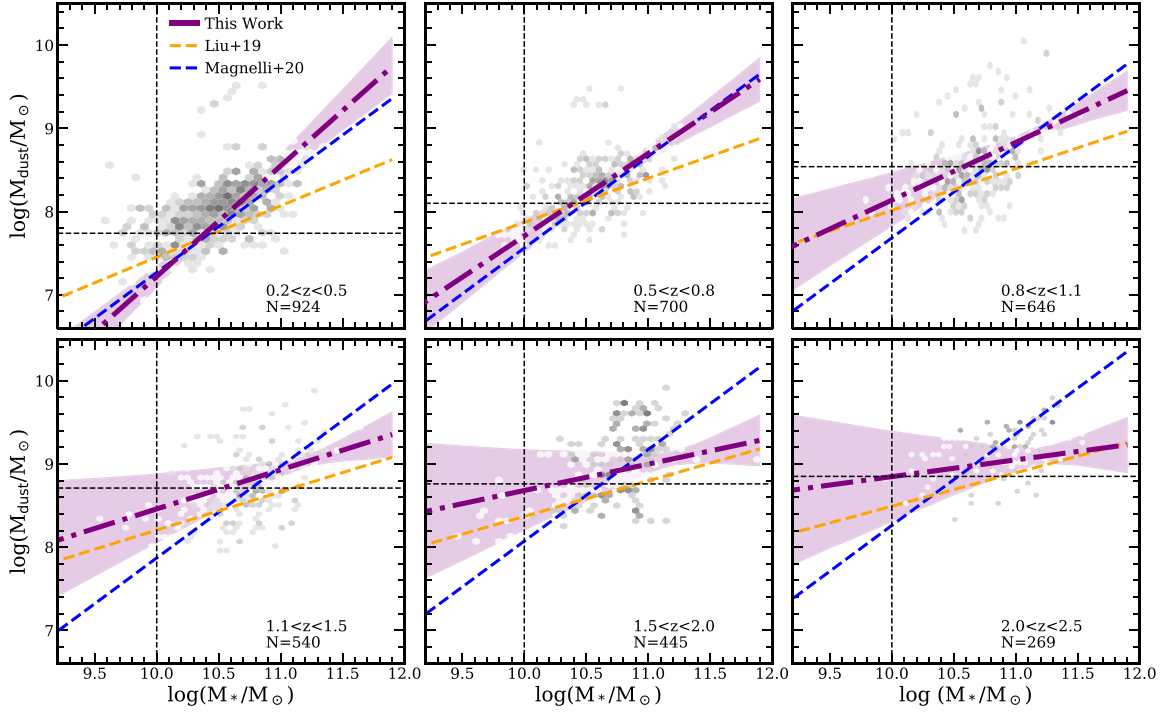 This Work
Liu+19
Magnelli+20
log(M_dust/M_⊙)
10
9
8
7
0.2<z<0.5
N=924
0.5<z<0.8
N=700
0.8<z<1.1
N=646
log(M_dust/M_⊙)
10
9
8
7
1.1<z<1.5
N=540
1.5<z<2.0
N=445
2.0<z<2.5
N=269
9.5 10.0 10.5 11.0 11.5 12.0 9.5 10.0 10.5 11.0 11.5 12.0 9.5 10.0 10.5 11.0 11.5 12.0
log(M_*/M_⊙) log(M_*/M_⊙) log (M_*/M_⊙)